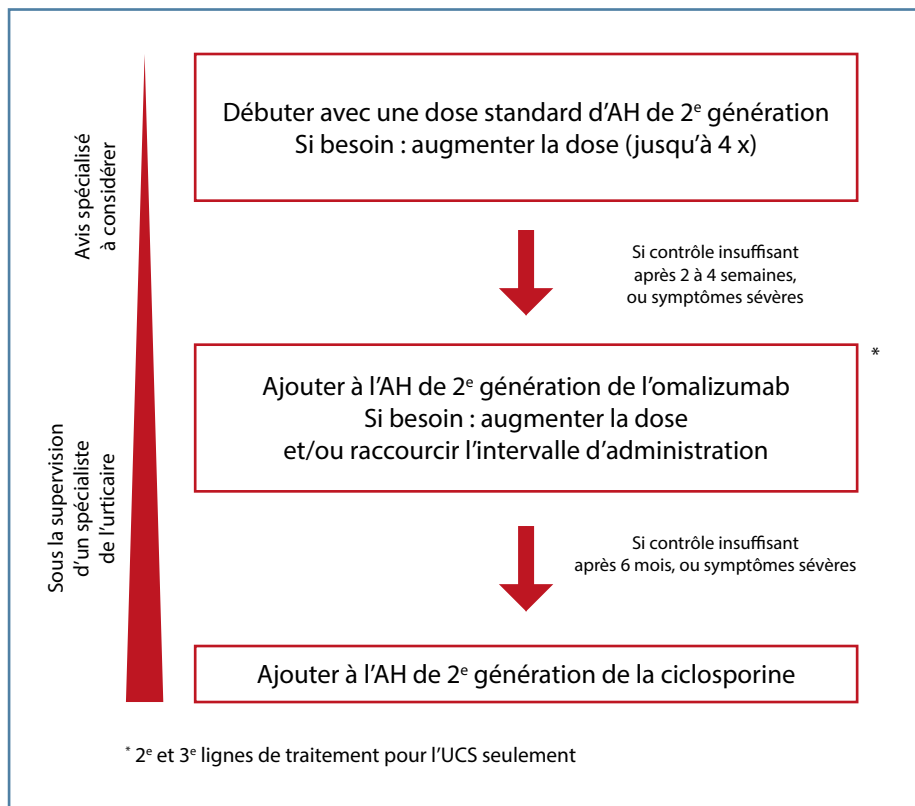 Avis spécialisé
à considérer
Débuter avec une dose standard d’AH de 2e génération
Si besoin : augmenter la dose (jusqu’à 4 x)
Si contrôle insuffisant
après 2 à 4 semaines,
ou symptômes sévères
Sous la supervision
d’un spécialiste
de l’urticaire
Ajouter à l’AH de 2e génération de l’omalizumab
Si besoin : augmenter la dose
et/ou raccourcir l’intervalle d’administration
*
Si contrôle insuffisant
après 6 mois, ou symptômes sévères
Ajouter à l’AH de 2e génération de la ciclosporine
* 2e et 3e lignes de traitement pour l’UCS seulement